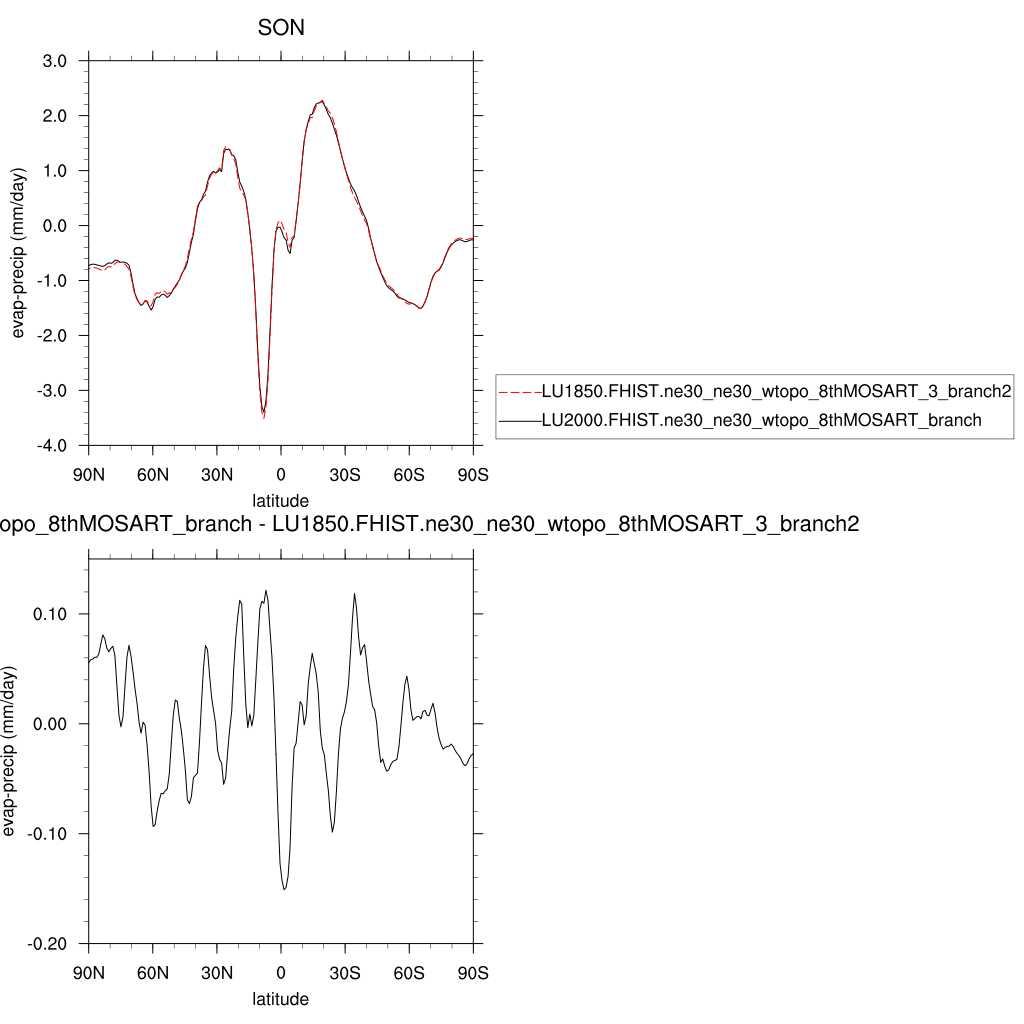 SON
3.0
2.0
1.0
0.0
-1.0
-2.0
-3.0
-4.0
evap-precip (mm/day)
90N 60N 30N 0 30S 60S 90S
latitude
LU1850.FHIST.ne30_ne30_wtopo_8thMOSART_3_branch2
LU2000.FHIST.ne30_ne30_wtopo_8thMOSART_branch
opo_8thMOSART_branch - LU1850.FHIST.ne30_ne30_wtopo_8thMOSART_3_branch2
0.10
0.00
-0.10
-0.20
evap-precip (mm/day)
90N 60N 30N 0 30S 60S 90S
latitude